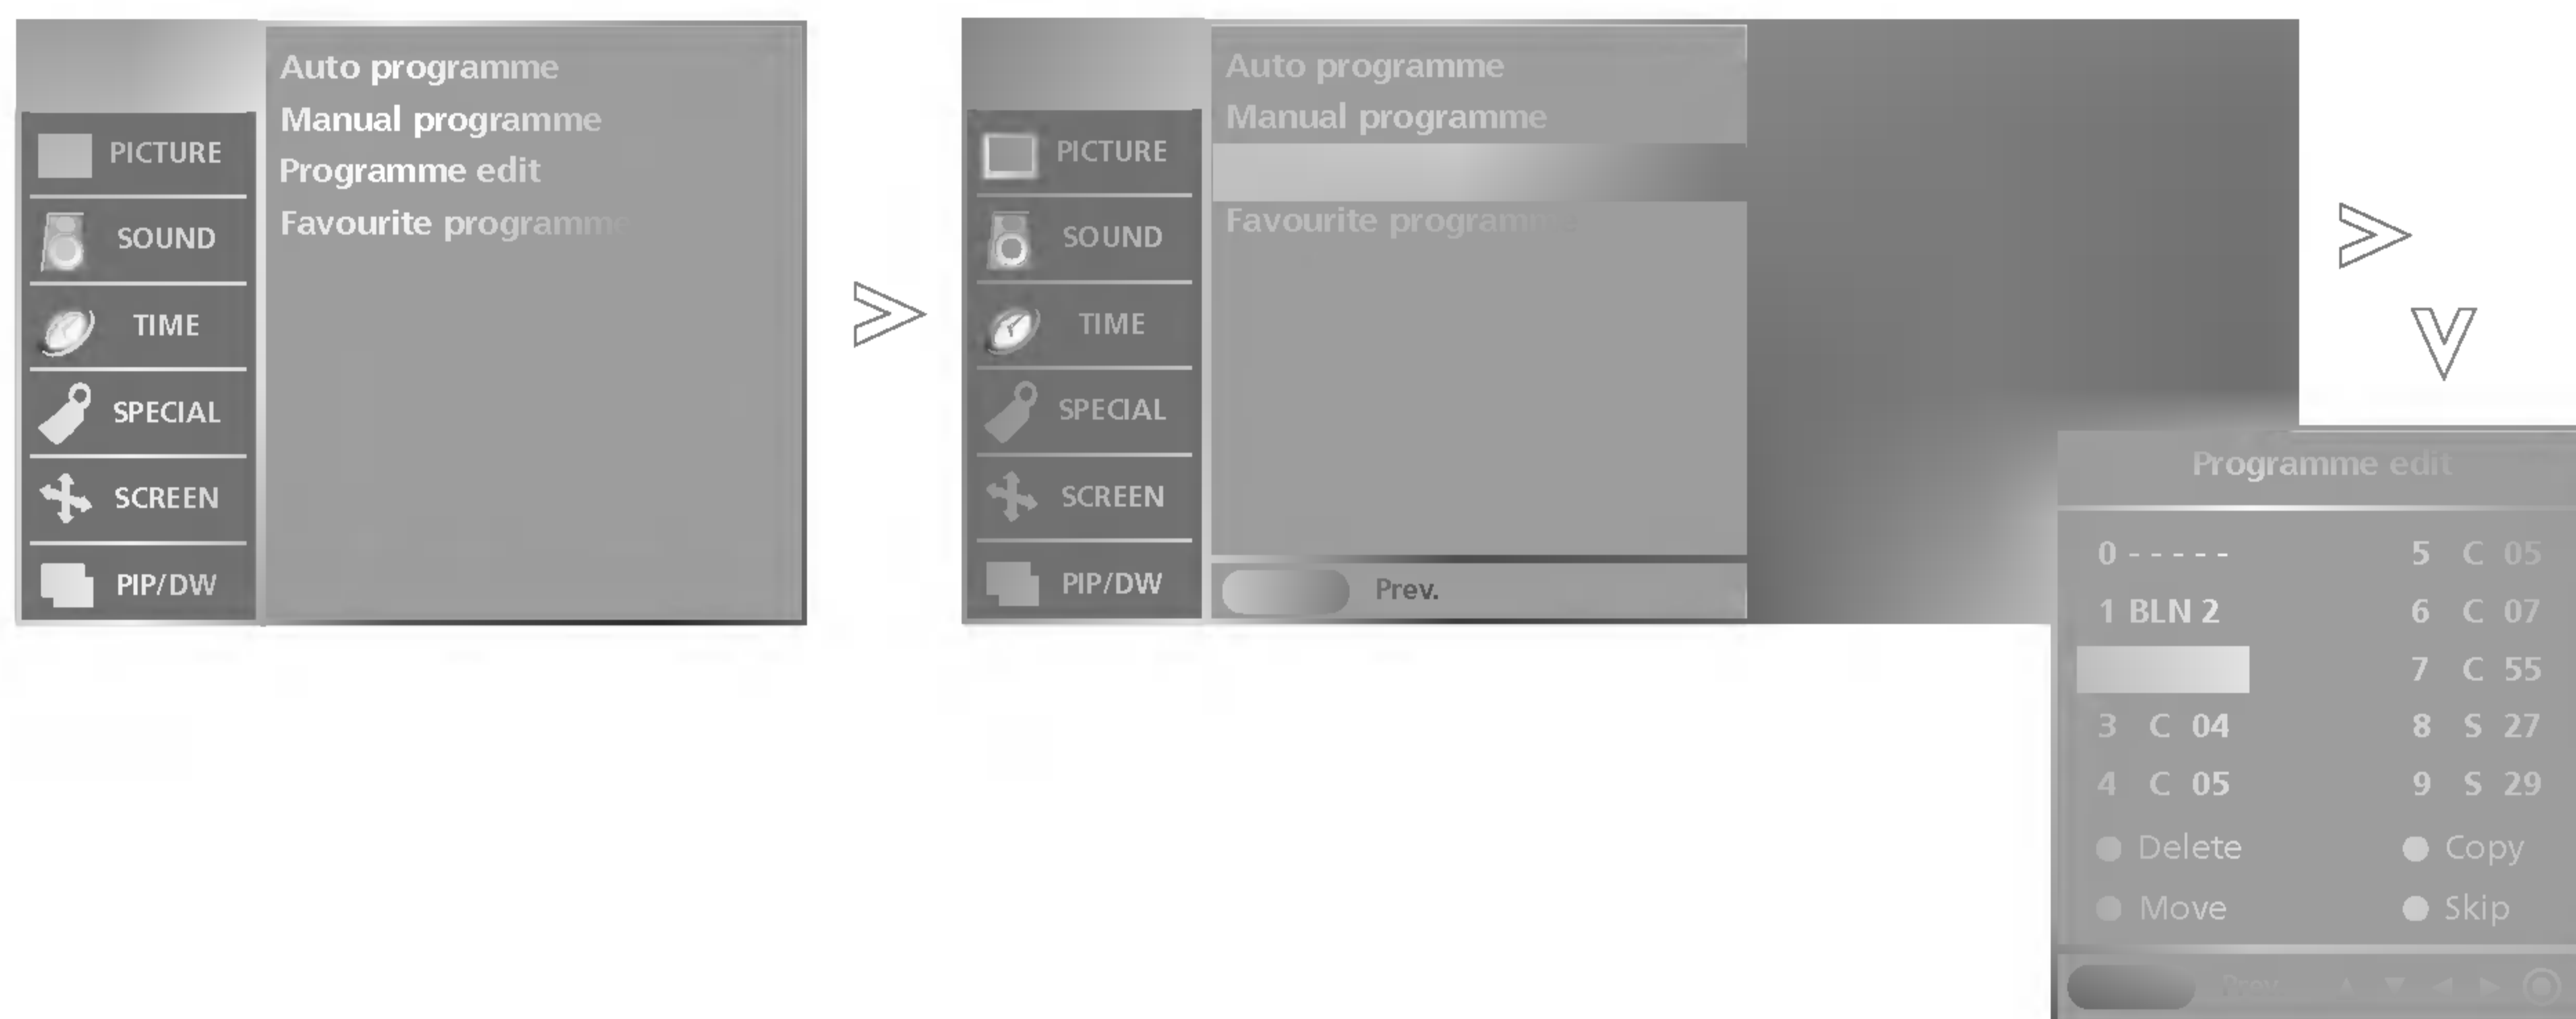 Auto programme
Manual programme
Programme edit
Favourite programme
PICTURE
SOUND
TIME
SPECIAL
SCREEN
PIP/DW
Auto programme
Manual programme
Favourite programme
PICTURE
SOUND
TIME
SPECIAL
SCREEN
PIP/DW
Prev.
Programme edit
0 - - - - - 5 C 05
1 BLN 2 6 C 07
7 C 55
3 C 04 8 S 27
4 C 05 9 S 29
Delete Copy
Move Skip
Prev.